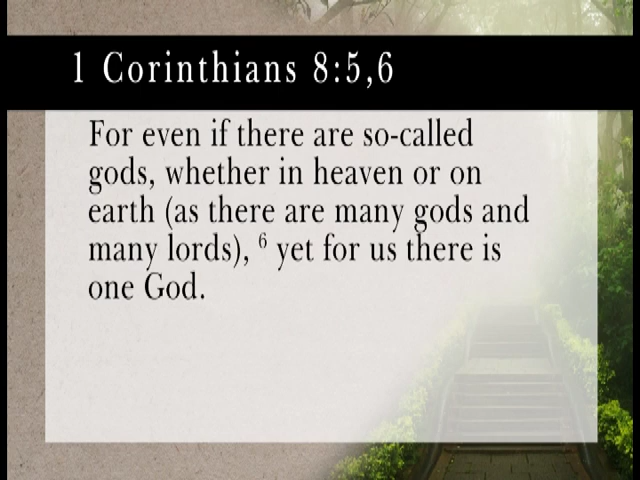 1 Corinthians 8:5,6
For even if there are so-called
gods, whether in heaven or on
earth (as there are many gods and
many lords), 6 yet for us there is
one God.